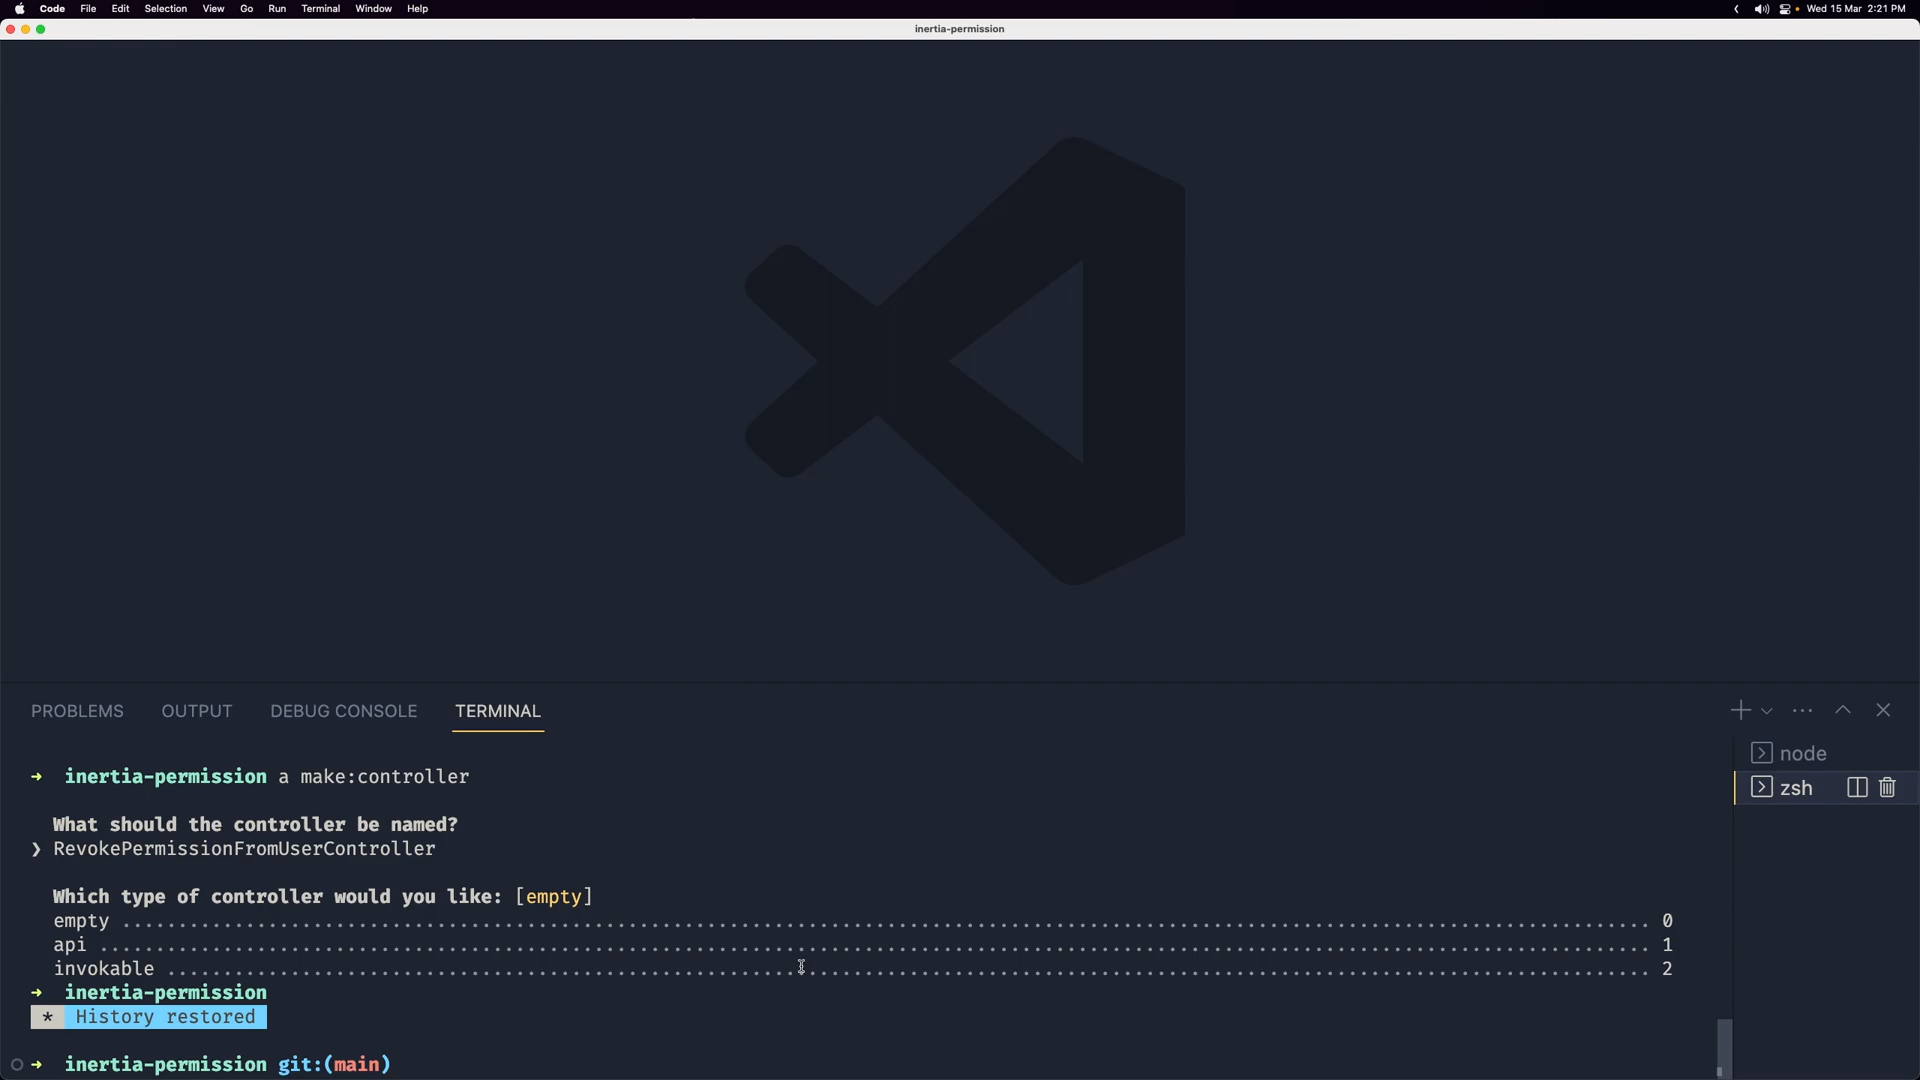 Code File Edit Selection View Go Run Terminal Window Help Wed 15 Mar 2:21 PM
inertia-permission
PROBLEMS OUTPUT DEBUG CONSOLE TERMINAL
node
zsh
➜ inertia-permission a make:controller
What should the controller be named?
❯ RevokePermissionFromUserController
Which type of controller would you like: [empty]
empty ........................................ 0
api ........................................ 1
invokable ........................................ 2
➜ inertia-permission
* History restored
➜ inertia-permission git:(main)